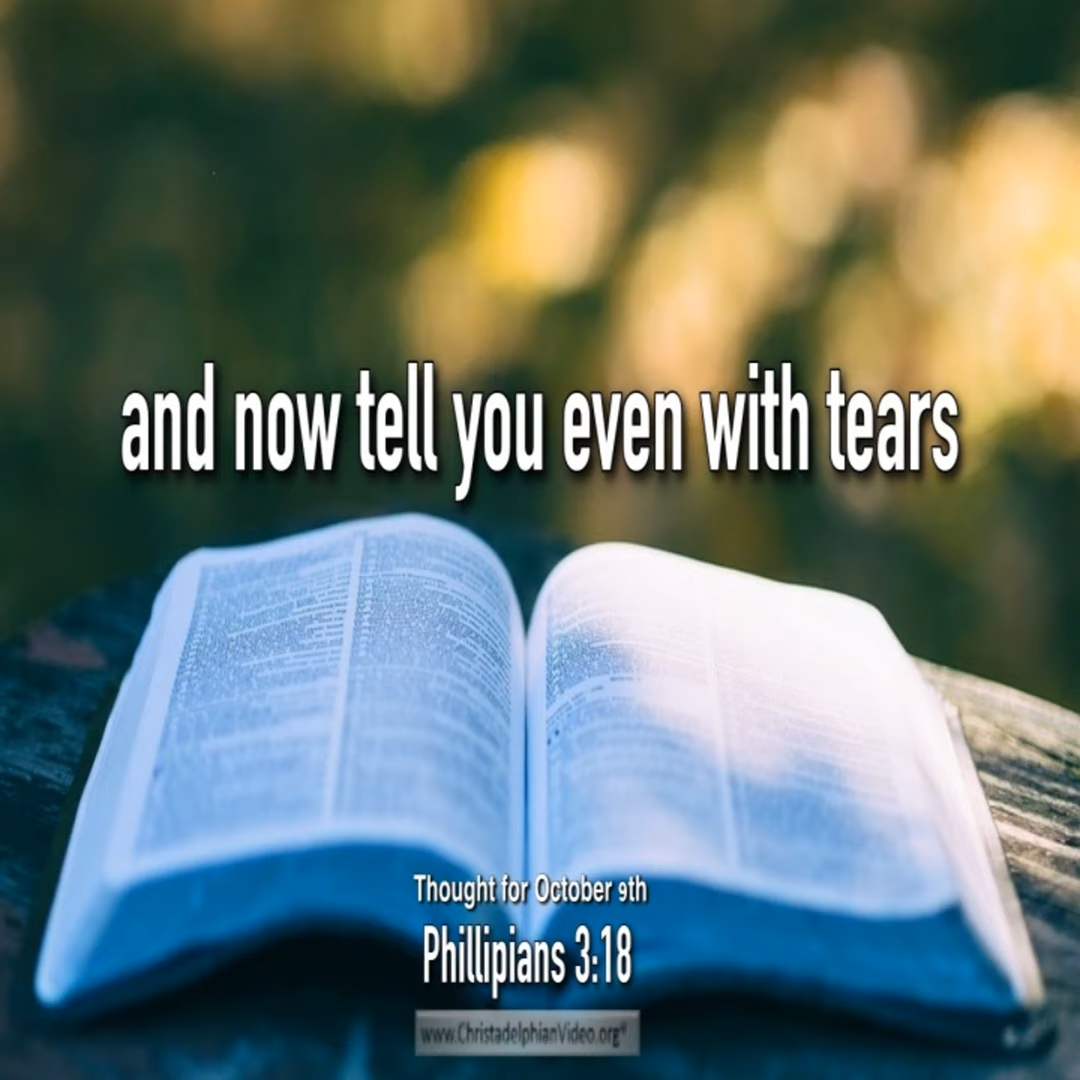 and now tell you even with tears
Thought for October 9th
Phillipians 3:18
www.ChristadelphianVideo.org